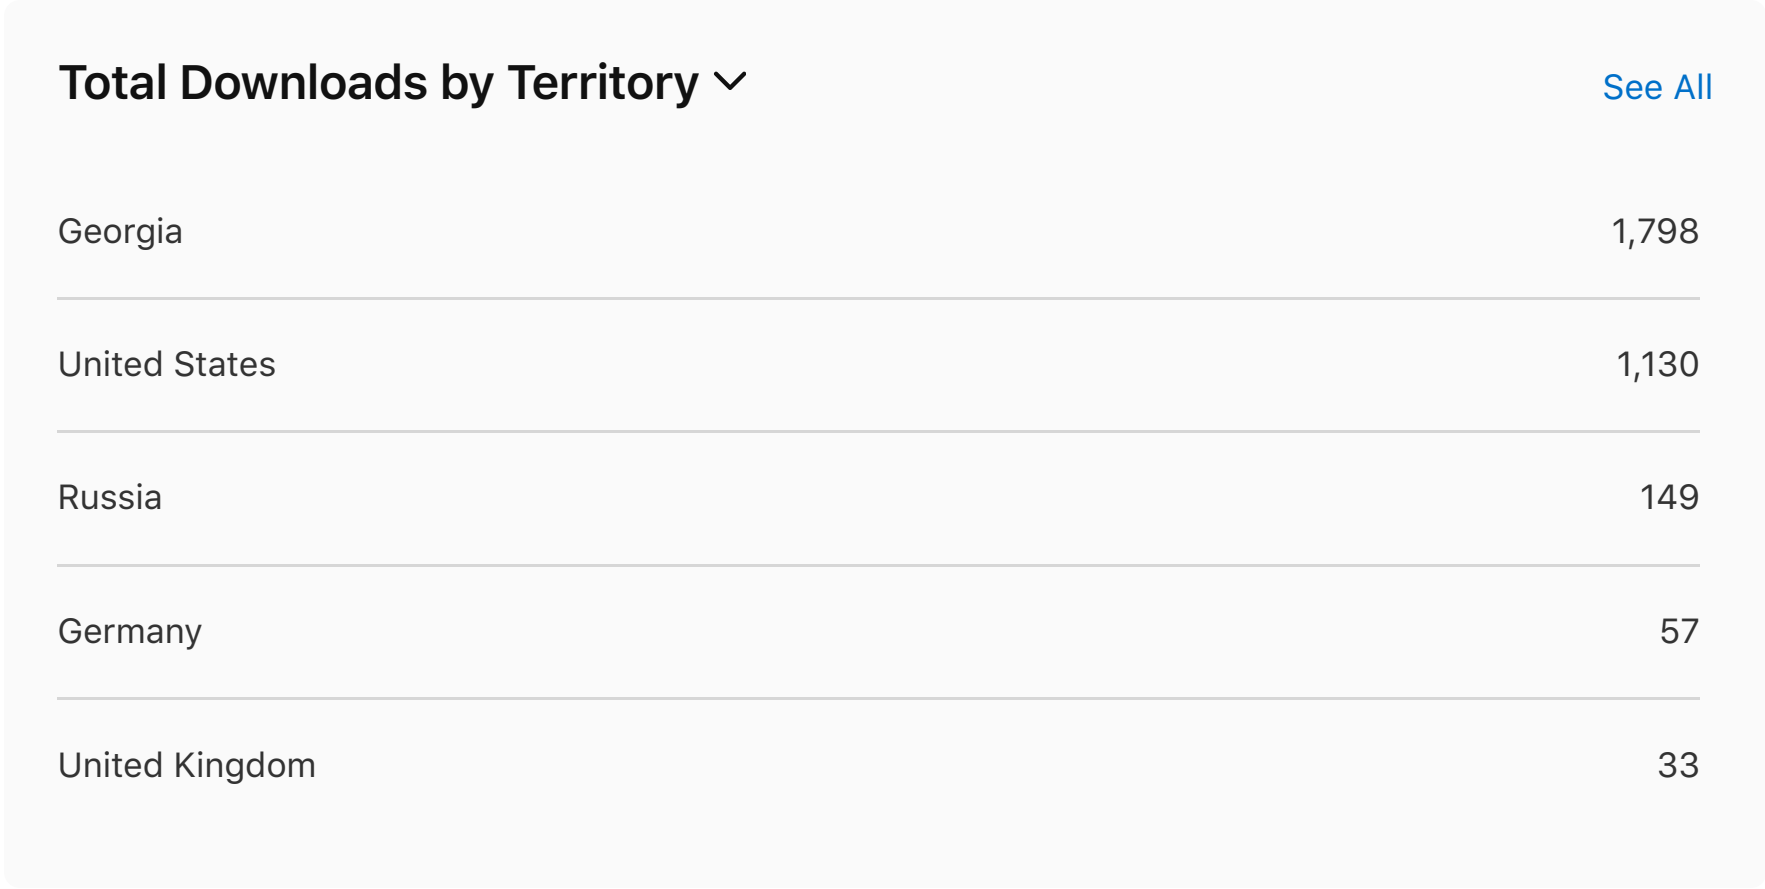 Total Downloads by Territory
See All
Georgia 1,798
United States 1,130
Russia 149
Germany 57
United Kingdom 33